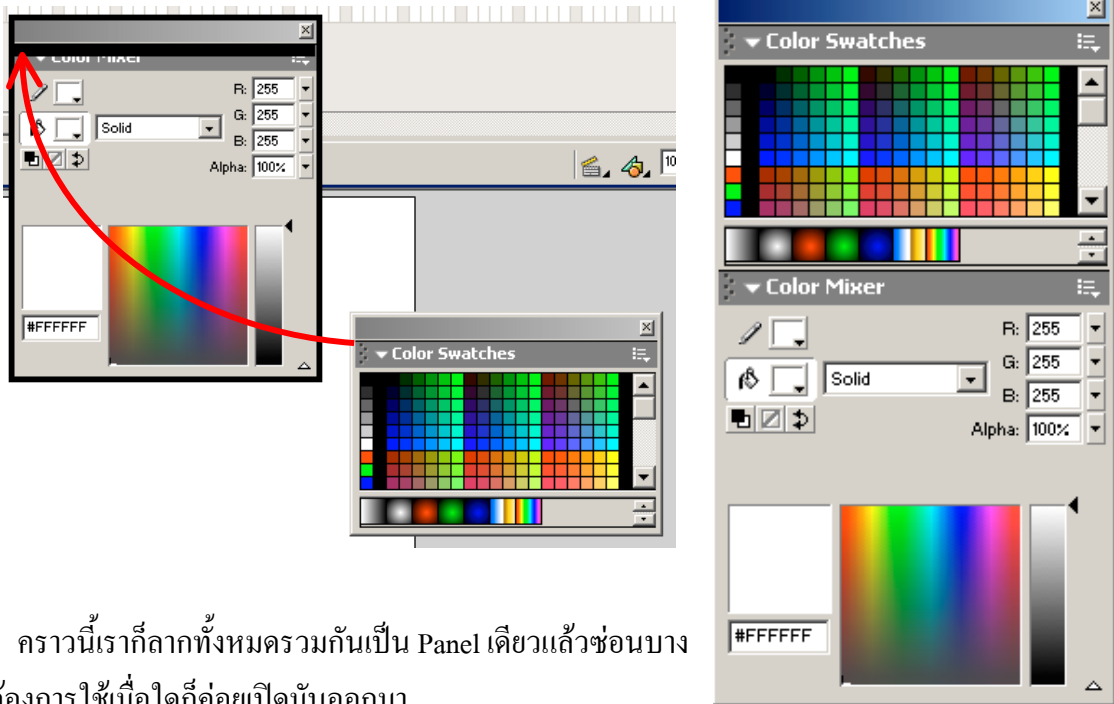 Color Mixer
R: 255
G: 255
Solid
B: 255
Alpha: 100%
#FFFFFF
10
Color Swatches
คราวนี้เราก็ลากทั้งหมดรวมกันเป็น Panel เดียวแล้วซ่อนบาง
Color Swatches
Color Mixer
R: 255
G: 255
Solid
B: 255
Alpha: 100%
#FFFFFF